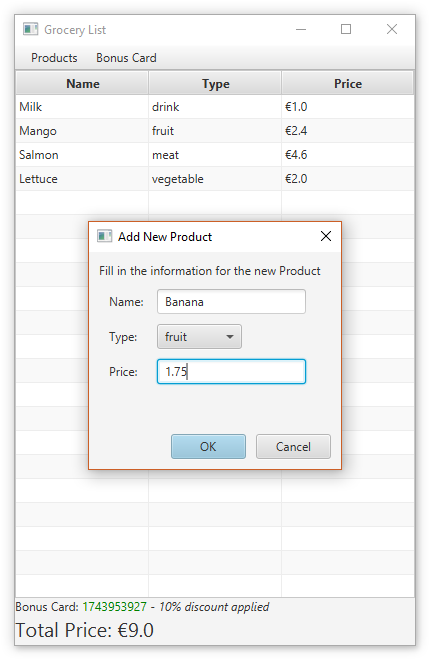 Grocery List
Products Bonus Card
Name Type Price
Milk drink €1.0
Mango fruit €2.4
Salmon meat €4.6
Lettuce vegetable €2.0
Add New Product
Fill in the information for the new Product
Name: Banana
Type: fruit
Price: 1.75
OK Cancel
Bonus Card: 1743953927 - 10% discount applied
Total Price: €9.0